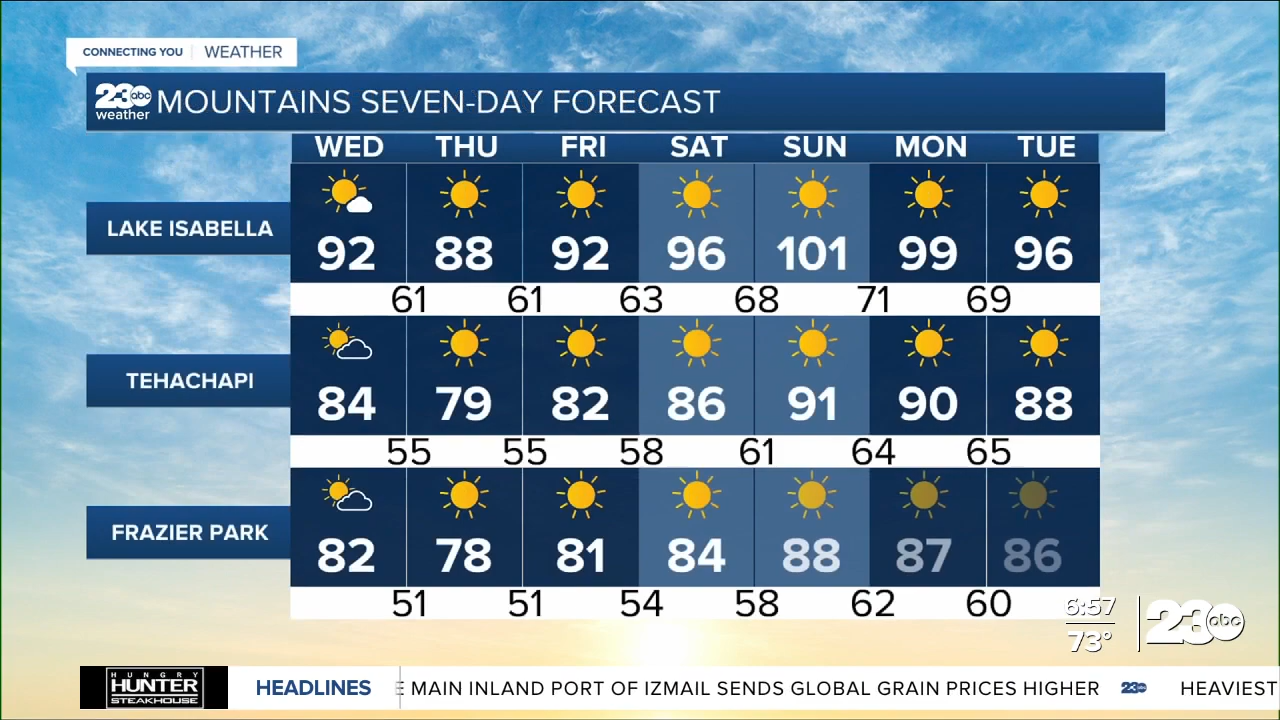 CONNECTING YOU | WEATHER
23abc weather MOUNTAINS SEVEN-DAY FORECAST
WED THU FRI SAT SUN MON TUE
LAKE ISABELLA
92 88 92 96 101 99 96
61 61 63 68 71 69
TEHACHAPI
84 79 82 86 91 90 88
55 55 58 61 64 65
FRAZIER PARK
82 78 81 84 88 87 86
51 51 54 58 62 60
6:57
73°
23abc
HUNGRY
HUNTER
STEAKHOUSE
HEADLINES
E MAIN INLAND PORT OF IZMAIL SENDS GLOBAL GRAIN PRICES HIGHER 23abc HEAVIEST